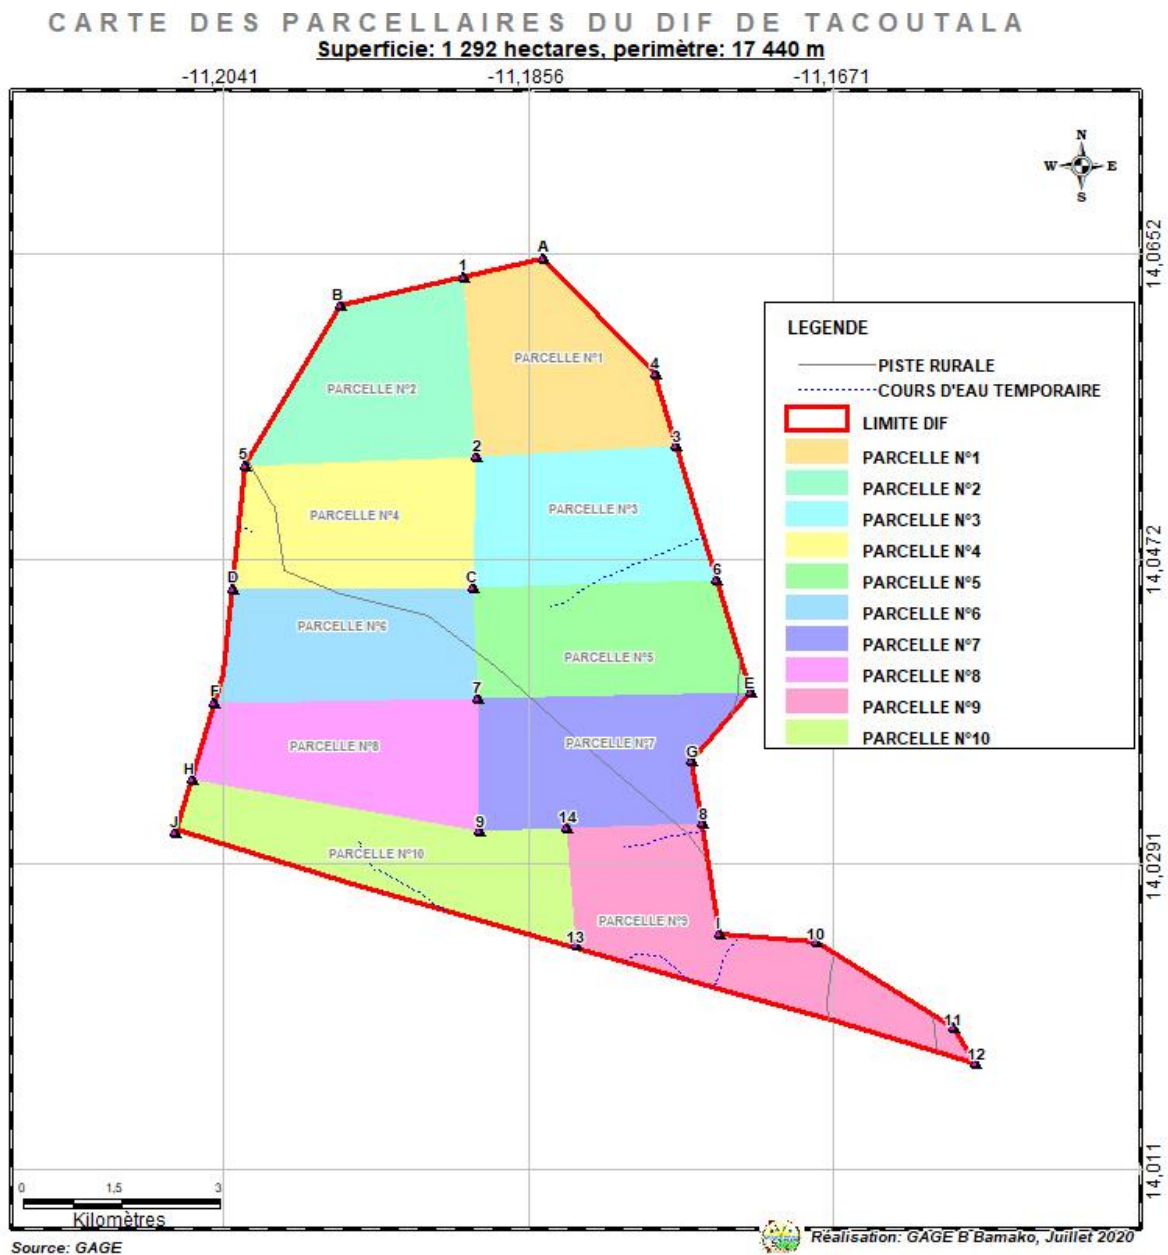 CARTE DES PARCELLAIRES DU DIF DE TACOUTALA
Superficie: 1 292 hectares, perimètre: 17 440 m
-11,2041 -11,1856 -11,1671
N
W E
S
14,0652
A
1
B
LEGENDE
PISTE RURALE
COURS D'EAU TEMPORAIRE
LIMITE DIF
PARCELLE N°1
PARCELLE N°2
PARCELLE N°3
PARCELLE N°4
PARCELLE N°5
PARCELLE N°6
PARCELLE N°7
PARCELLE N°8
PARCELLE N°9
PARCELLE N°10
PARCELLE N°1
4
PARCELLE N°2
3
2
5
PARCELLE N°3
PARCELLE N°4
14,0472
6
D C
PARCELLE N°6
PARCELLE N°5
E
7
F
PARCELLE N°7
PARCELLE N°8
G
H
8
14
9
J
PARCELLE N°10
14,0291
PARCELLE N°9
I
13
10
11
12
14,011
0 1,5 3
Kilomètres
Source: GAGE
Réalisation: GAGE B Bamako, Juillet 2020